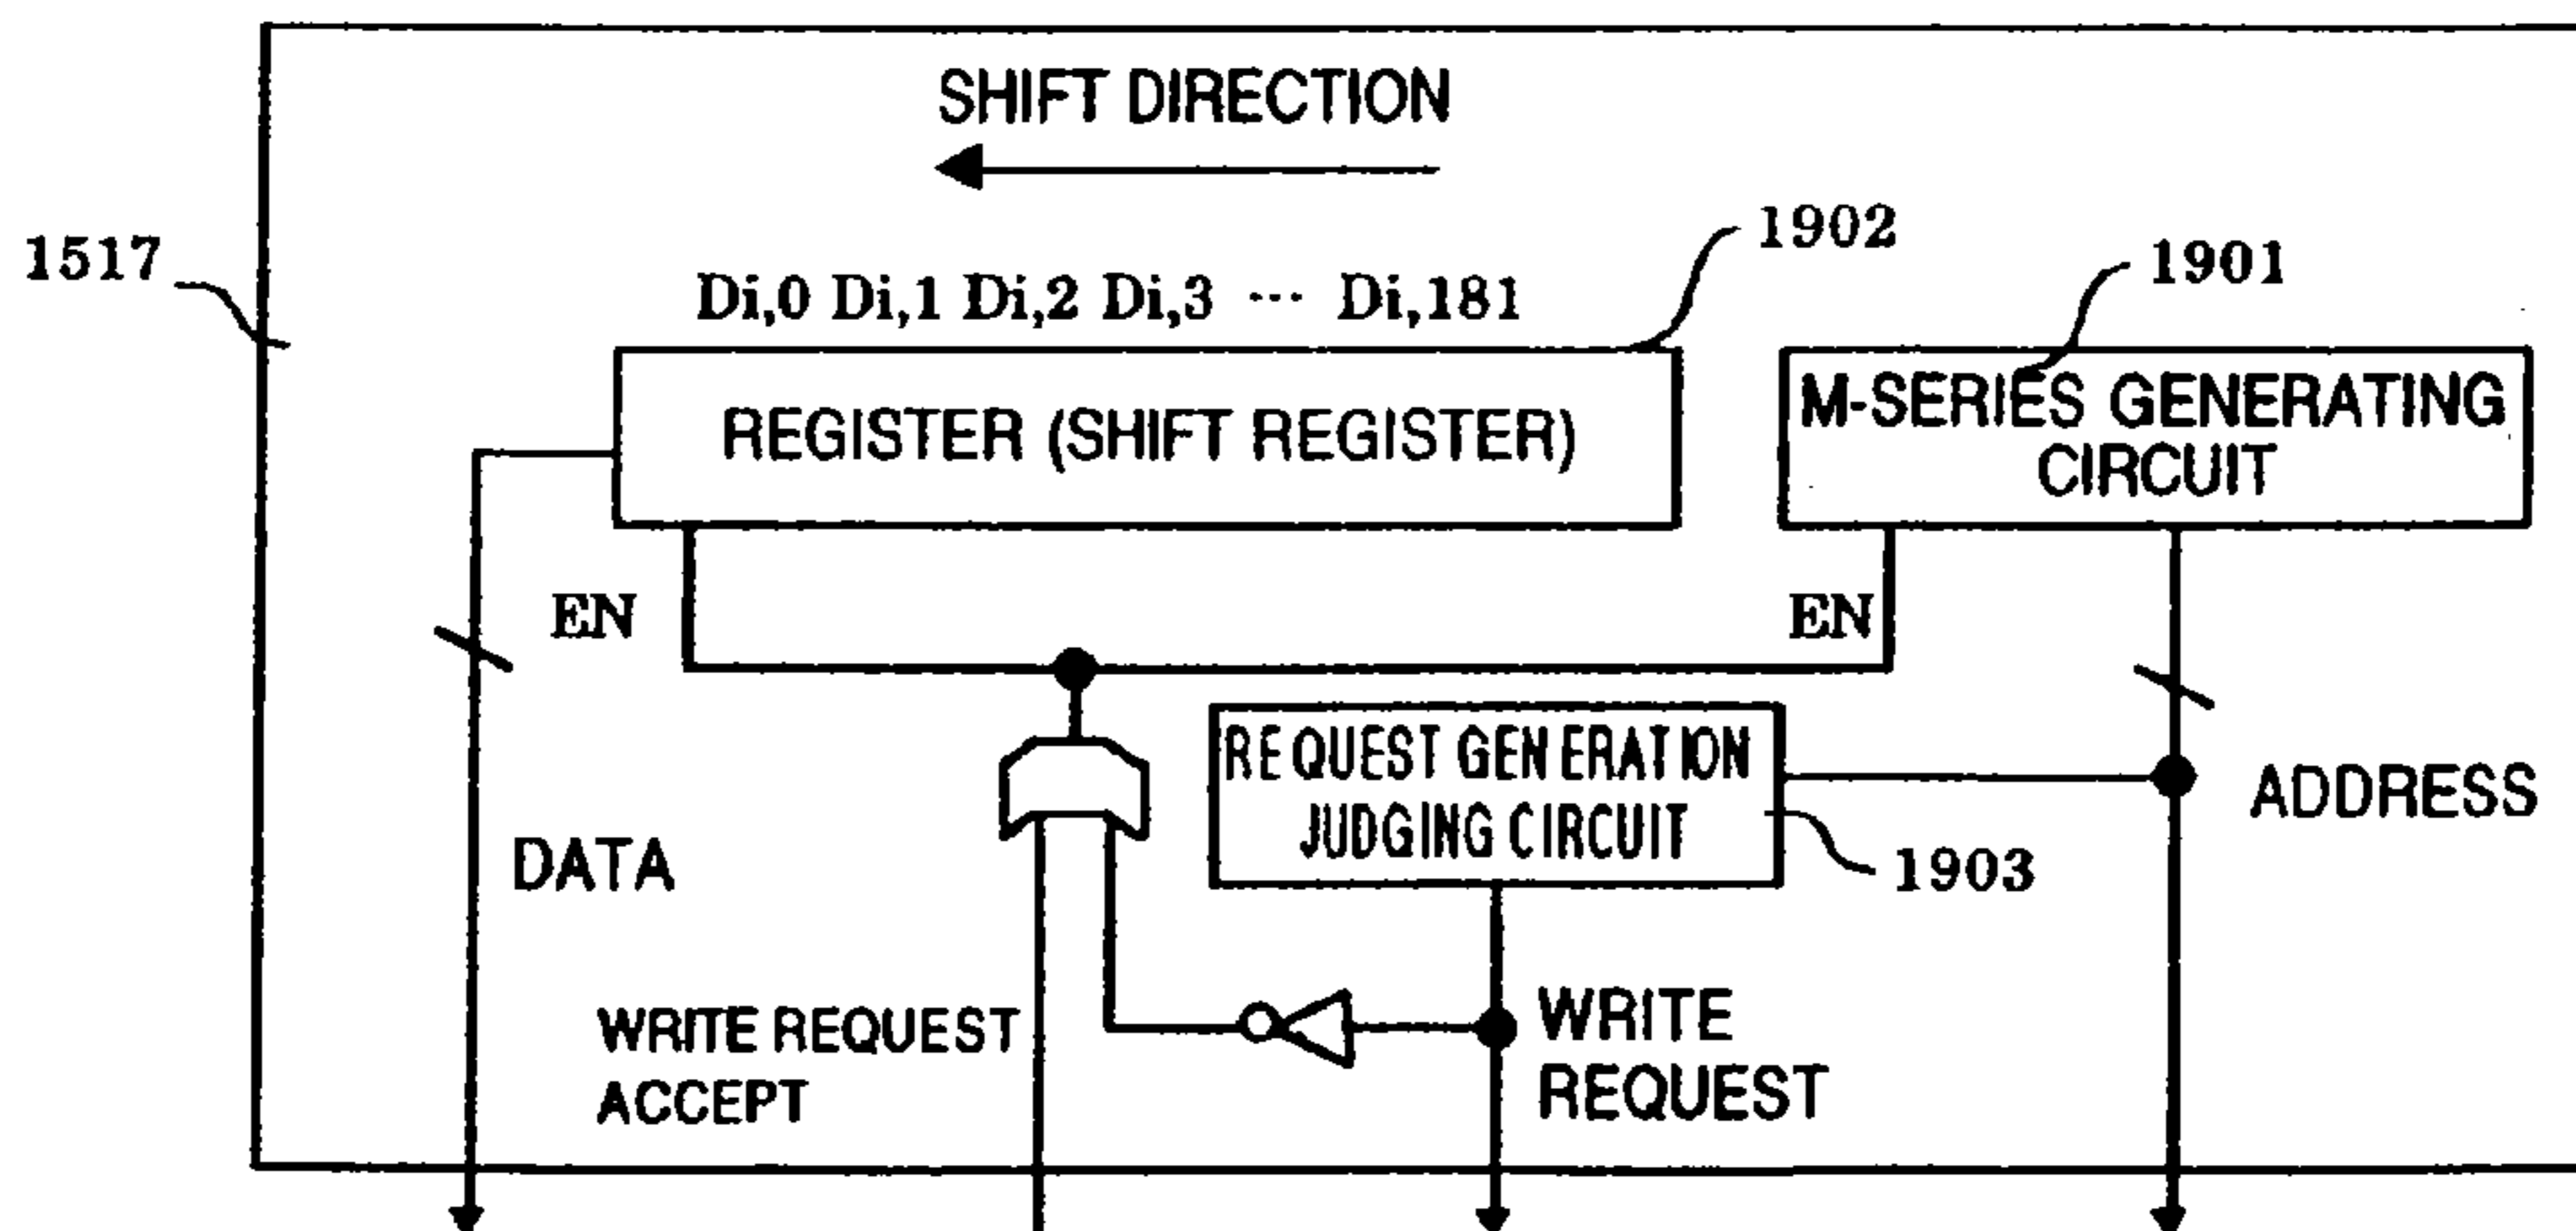 SHIFT DIRECTION
1902
1517
1901
Di,0 Di,1 Di,2 Di,3 ··· Di,181
REGISTER (SHIFT REGISTER)
M-SERIES GENERATING
CIRCUIT
EN
EN
REQUEST GENERATION
JUDGING CIRCUIT
ADDRESS
DATA
1903
WRITE REQUEST
ACCEPT
WRITE
REQUEST